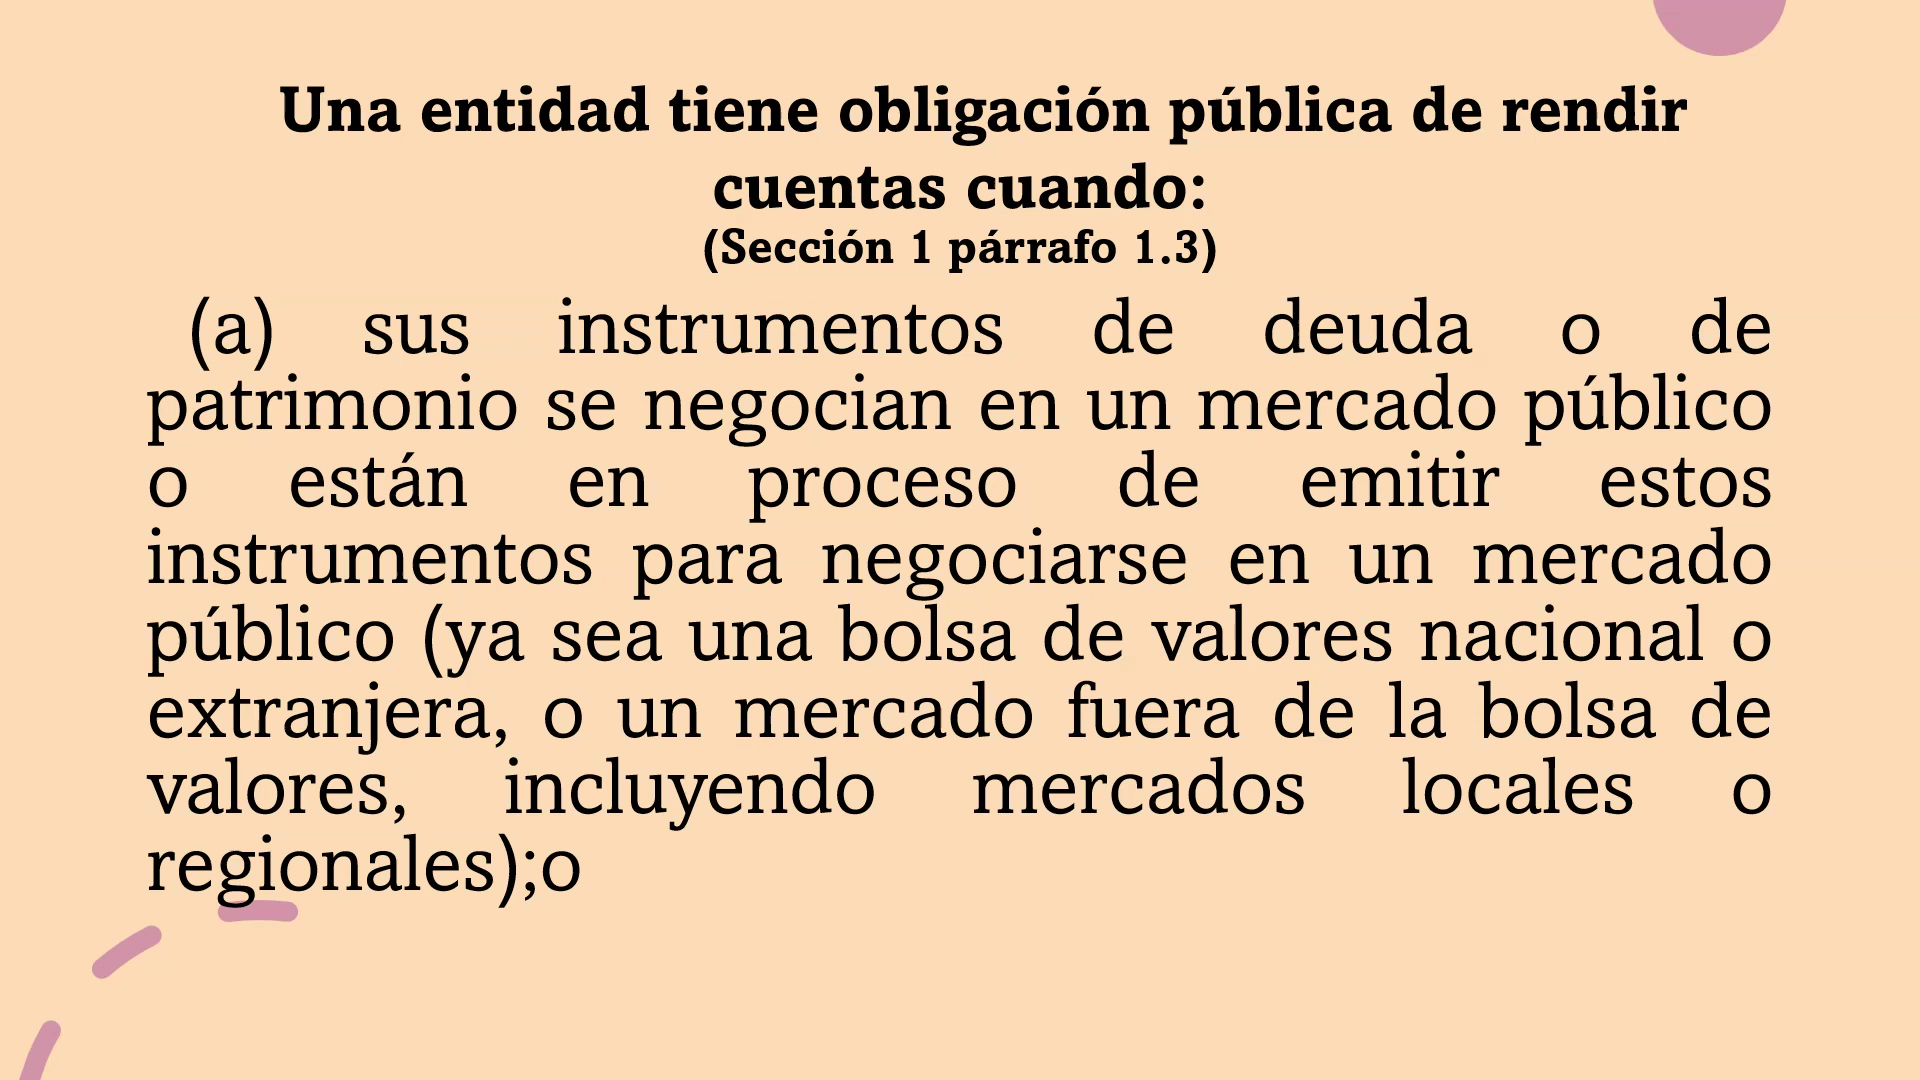 Una entidad tiene obligación pública de rendir
cuentas cuando:
(Sección 1 párrafo 1.3)
(a) sus instrumentos de deuda o de
patrimonio se negocian en un mercado público
o están en proceso de emitir estos
instrumentos para negociarse en un mercado
público (ya sea una bolsa de valores nacional o
extranjera, o un mercado fuera de la bolsa de
valores, incluyendo mercados locales o
regionales);o